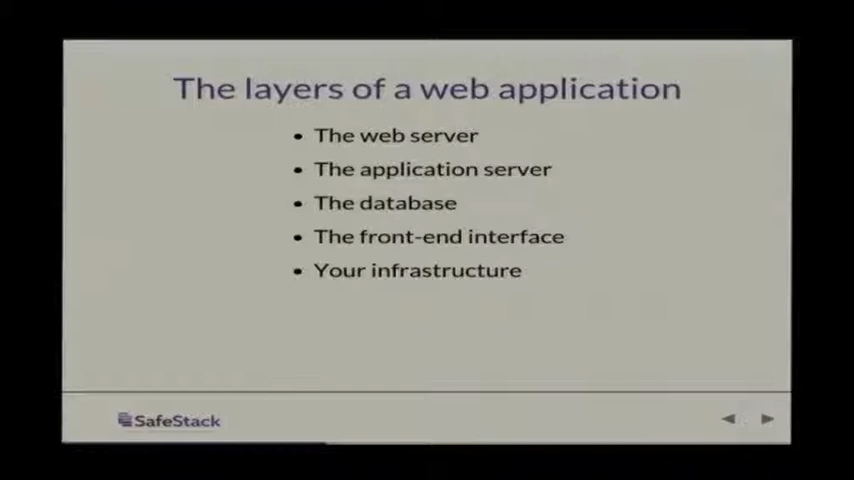 The layers of a web application
• The web server
• The application server
• The database
• The front-end interface
• Your infrastructure
SafeStack